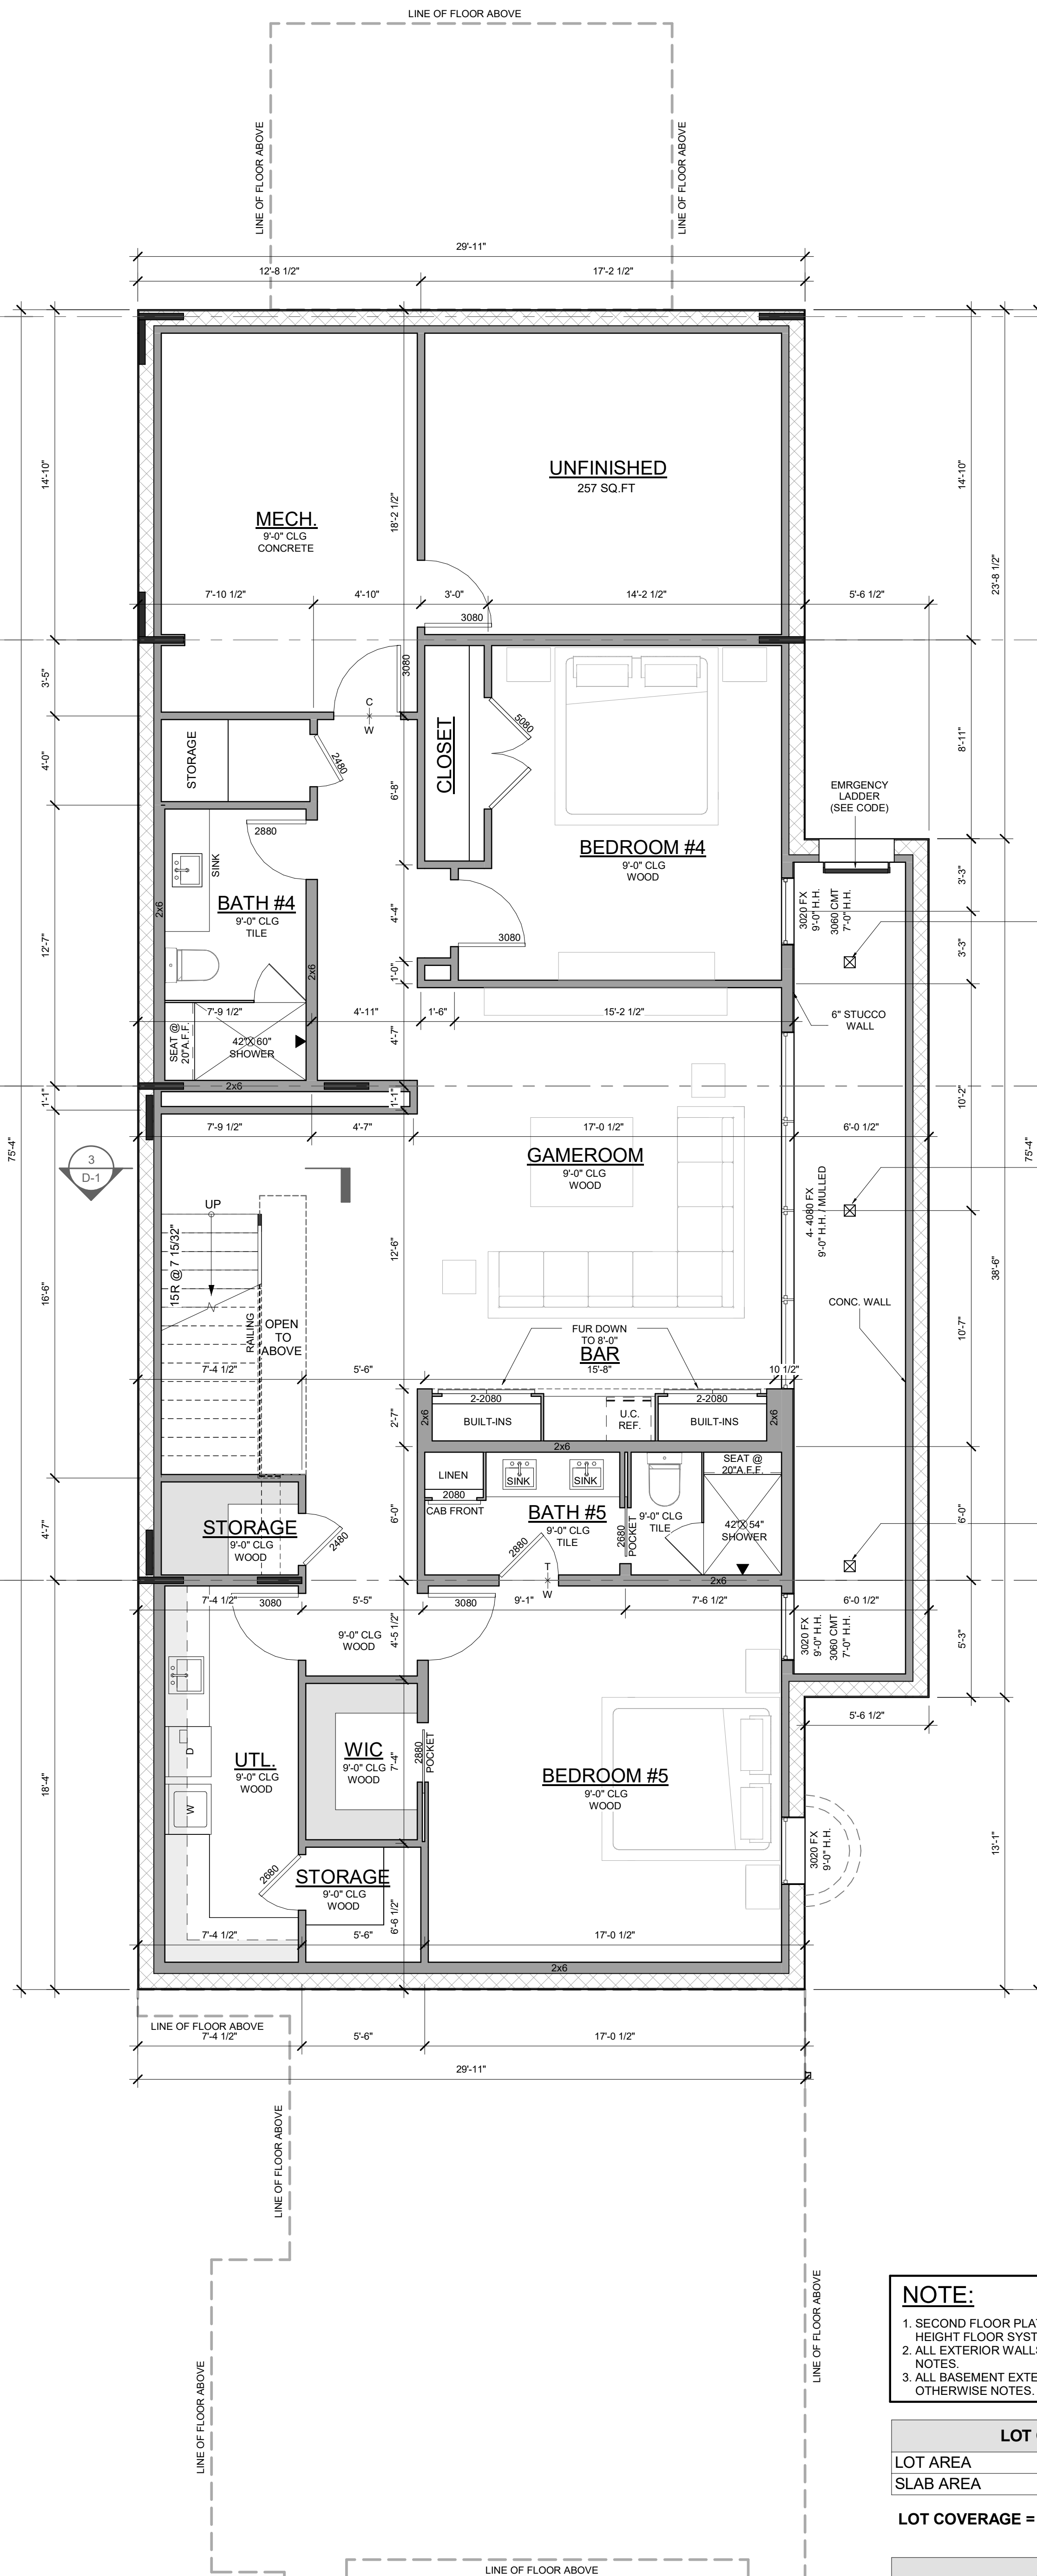 LINE OF FLOOR ABOVE
LINE OF FLOOR ABOVE
LINE OF FLOOR ABOVE
29'-11"
12'-8 1/2"
17'-2 1/2"
14'-10"
18'-2 1/2"
UNFINISHED
257 SQ.FT
14'-10"
23'-8 1/2"
MECH.
9'-0" CLG
CONCRETE
7'-10 1/2"
4'-10"
3'-0"
14'-2 1/2"
5'-6 1/2"
3080
3080
3'-5"
C
W
5080
STORAGE
2480
CLOSET
4'-0"
6'-8"
8'-11"
EMRGENCY
LADDER
(SEE CODE)
2880
SINK
BEDROOM #4
9'-0" CLG
WOOD
3'-3"
3020 FX
9'-0" H.H.
3060 CMT
7'-0" H.H.
BATH #4
9'-0" CLG
TILE
2x6
2x6
12'-7"
4'-4"
3080
3'-3"
1'-0"
7'-9 1/2"
4'-11"
1'-6"
15'-2 1/2"
6" STUCCO
WALL
SEAT @
20"A.F.F.
42"X 60"
SHOWER
4'-7"
2x6
1'-1"
1'-1"
10'-2"
7'-9 1/2"
4'-7"
17'-0 1/2"
6'-0 1/2"
75'-4"
75'-4"
3
D-1
GAMEROOM
9'-0" CLG
WOOD
4- 4080 FX
9'-0" H.H. / MULLED
UP
15R @ 7 15/32"
12'-6"
16'-6"
38'-6"
CONC. WALL
RAILING
OPEN
TO
ABOVE
FUR DOWN
TO 8'-0"
BAR
10'-7"
7'-4 1/2"
5'-6"
15'-8"
10 1/2"
2-2080
2-2080
2'-7"
2x6
BUILT-INS
U.C.
REF.
BUILT-INS
2x6
2x6
LINEN
2080
CAB FRONT
SINK
SINK
SEAT @
20"A.F.F.
BATH #5
9'-0" CLG
TILE
9'-0" CLG
TILE
2680
POCKET
42"X 54"
SHOWER
6'-0"
6'-0"
4'-7"
STORAGE
9'-0" CLG
WOOD
2480
2880
T
W
2x6
7'-4 1/2"
3080
5'-5"
3080
9'-1"
7'-6 1/2"
6'-0 1/2"
9'-0" CLG
WOOD
4'-5 1/2"
3020 FX
9'-0" H.H.
3060 CMT
7'-0" H.H.
5'-3"
5'-6 1/2"
D
UTL.
9'-0" CLG
WOOD
WIC
9'-0" CLG
WOOD
7'-4"
2880
POCKET
BEDROOM #5
9'-0" CLG
WOOD
18'-4"
W
3020 FX
9'-0" H.H.
13'-1"
2680
STORAGE
9'-0" CLG
WOOD
6'-6 1/2"
7'-4 1/2"
5'-6"
17'-0 1/2"
2x6
LINE OF FLOOR ABOVE
7'-4 1/2"
5'-6"
17'-0 1/2"
29'-11"
LINE OF FLOOR ABOVE
LINE OF FLOOR ABOVE
LINE OF FLOOR ABOVE
LINE OF FLOOR ABOVE
NOTE:
1. SECOND FLOOR PLA
HEIGHT FLOOR SYST
2. ALL EXTERIOR WALLS
NOTES.
3. ALL BASEMENT EXTE
OTHERWISE NOTES.
LOT
LOT AREA
SLAB AREA
LOT COVERAGE =